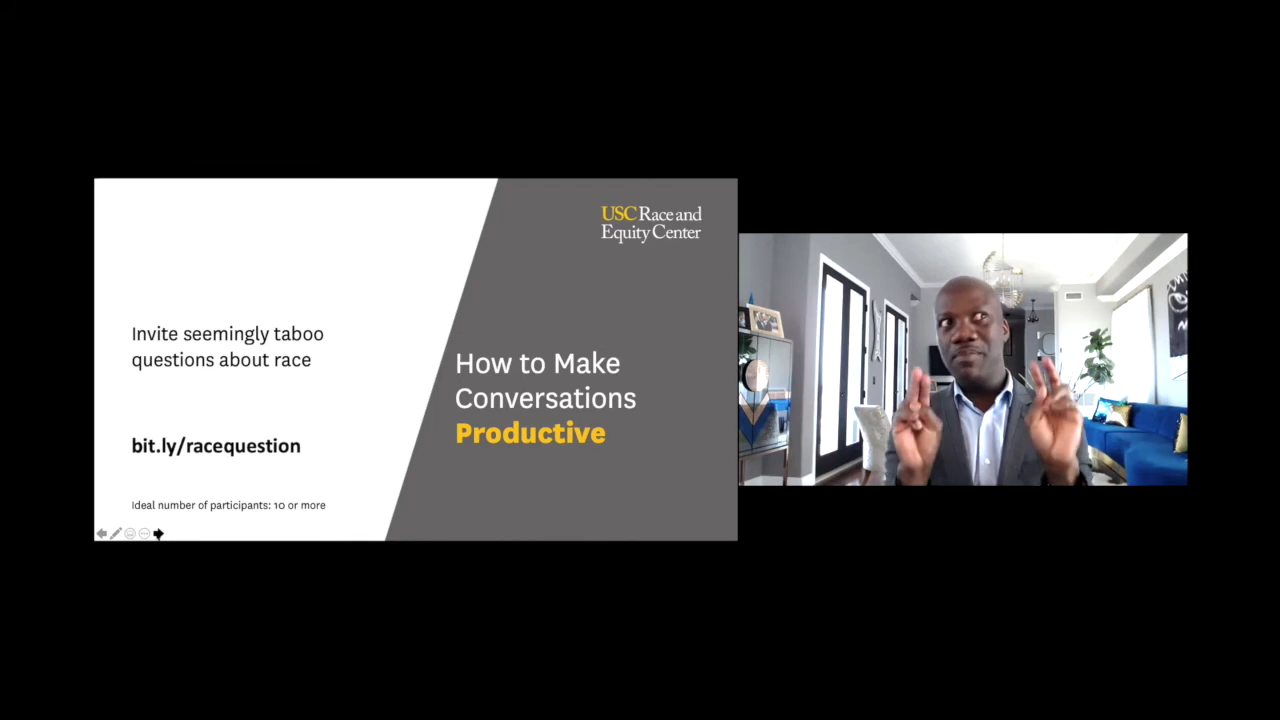 Invite seemingly taboo
questions about race
bit.ly/racequestion
Ideal number of participants: 10 or more
USC Race and
Equity Center
How to Make
Conversations
Productive